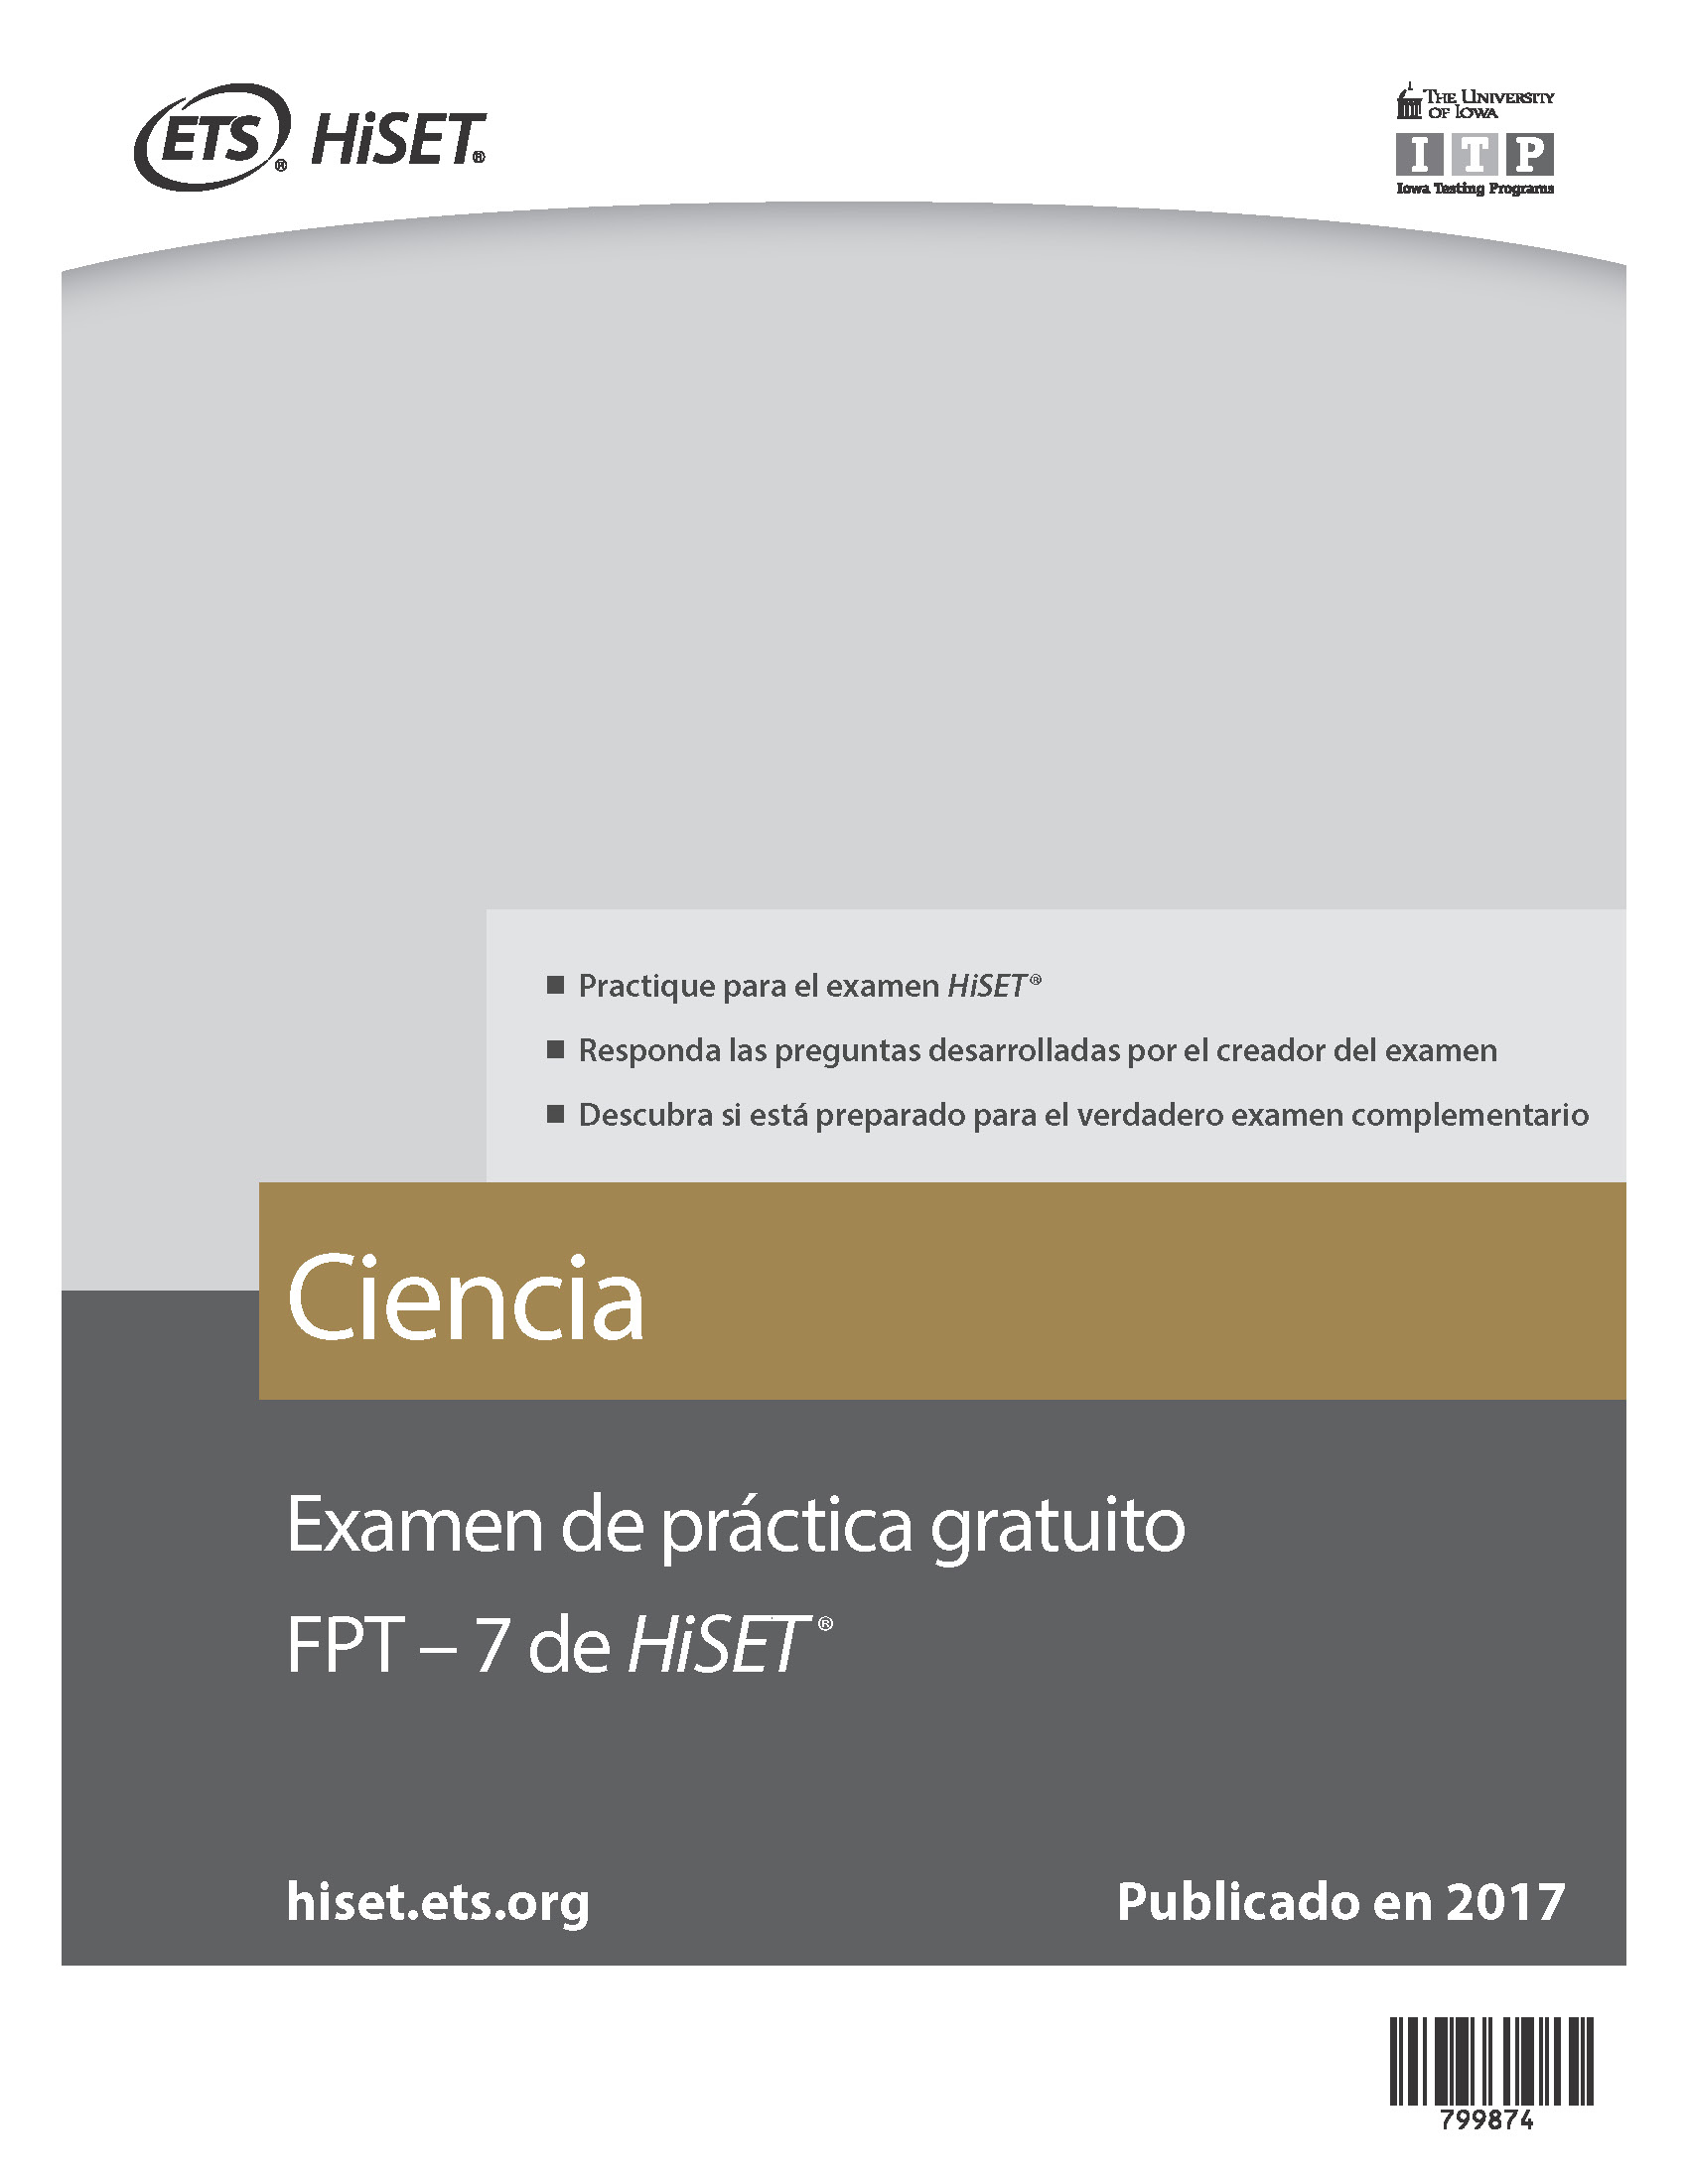 ETS® HiSET®
THE UNIVERSITY
OF IOWA
ITP
Iowa Testing Programs
■ Practique para el examen HiSET®
■ Responda las preguntas desarrolladas por el creador del examen
■ Descubra si está preparado para el verdadero examen complementario
Ciencia
Examen de práctica gratuito
FPT – 7 de HiSET®
hiset.ets.org
Publicado en 2017
799874